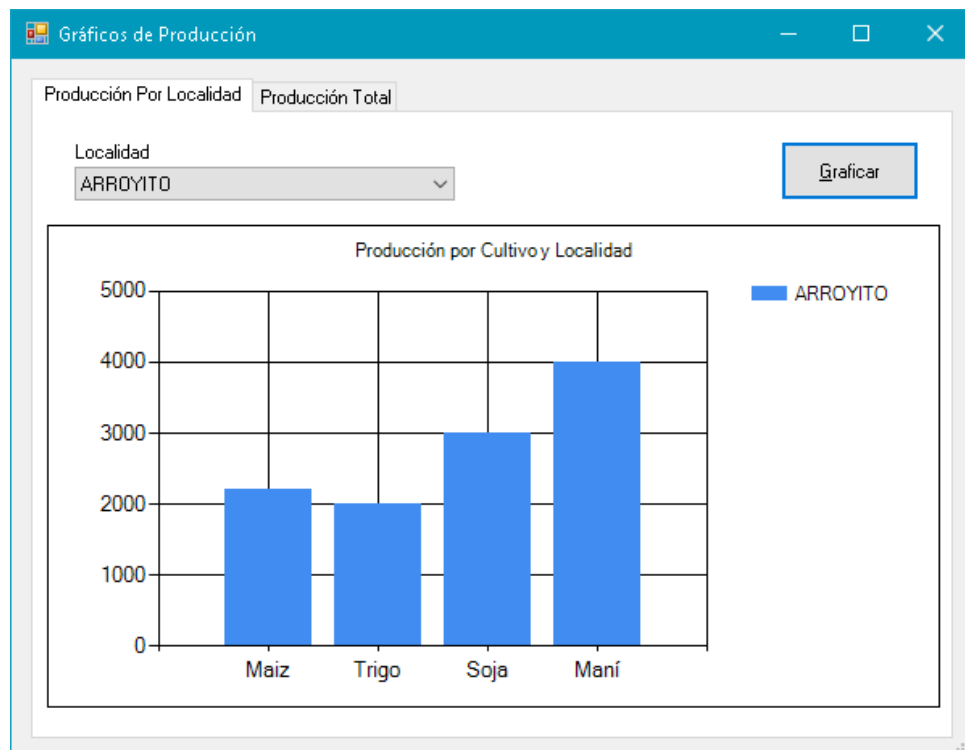 Gráficos de Producción
Producción Por Localidad
Producción Total
Localidad
ARROYITO
Graficar
Producción por Cultivo y Localidad
5000
4000
3000
2000
1000
0
Maiz
Trigo
Soja
Maní
ARROYITO